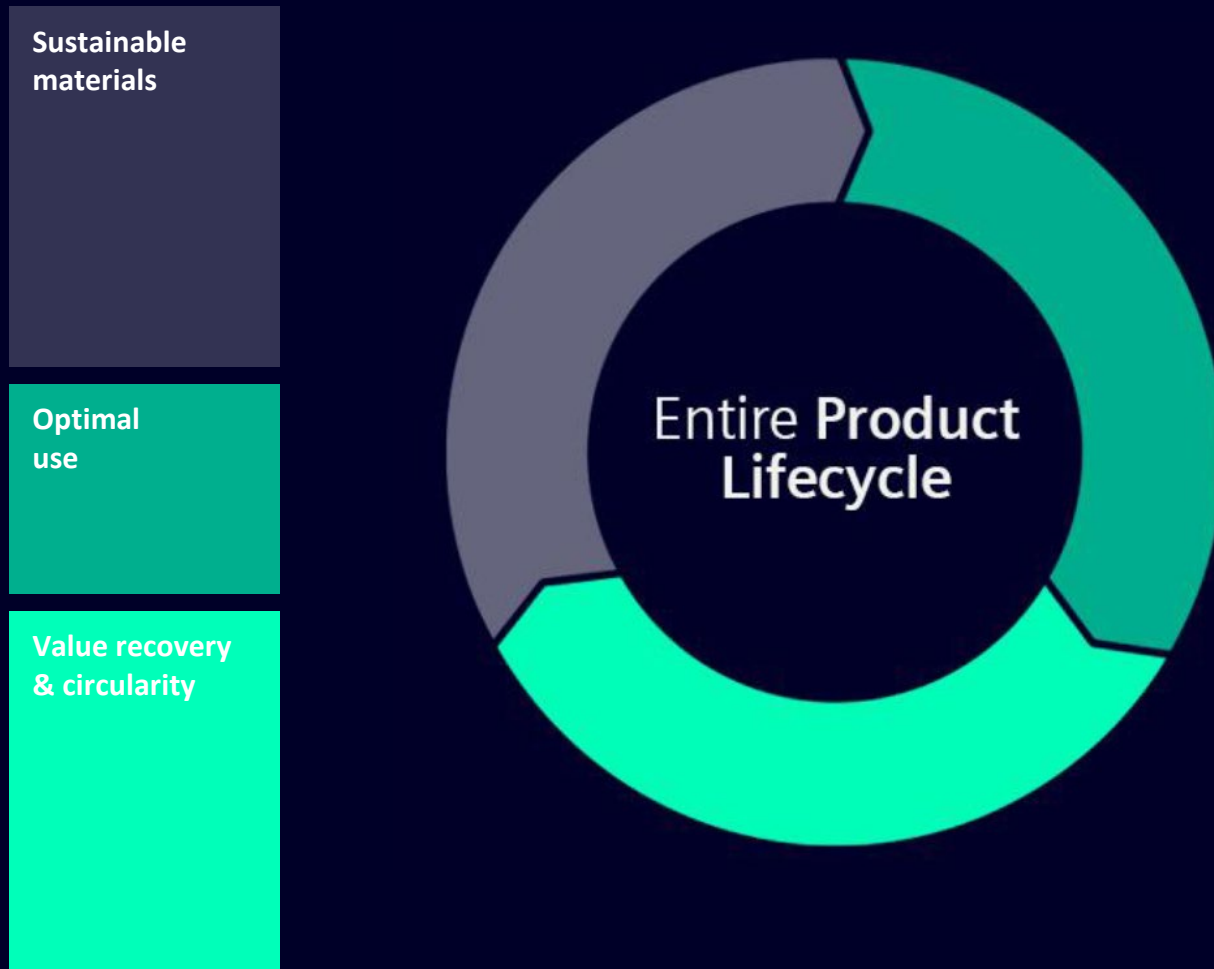 Sustainable
materials
Optimal
use
Value recovery
& circularity
Entire Product
Lifecycle